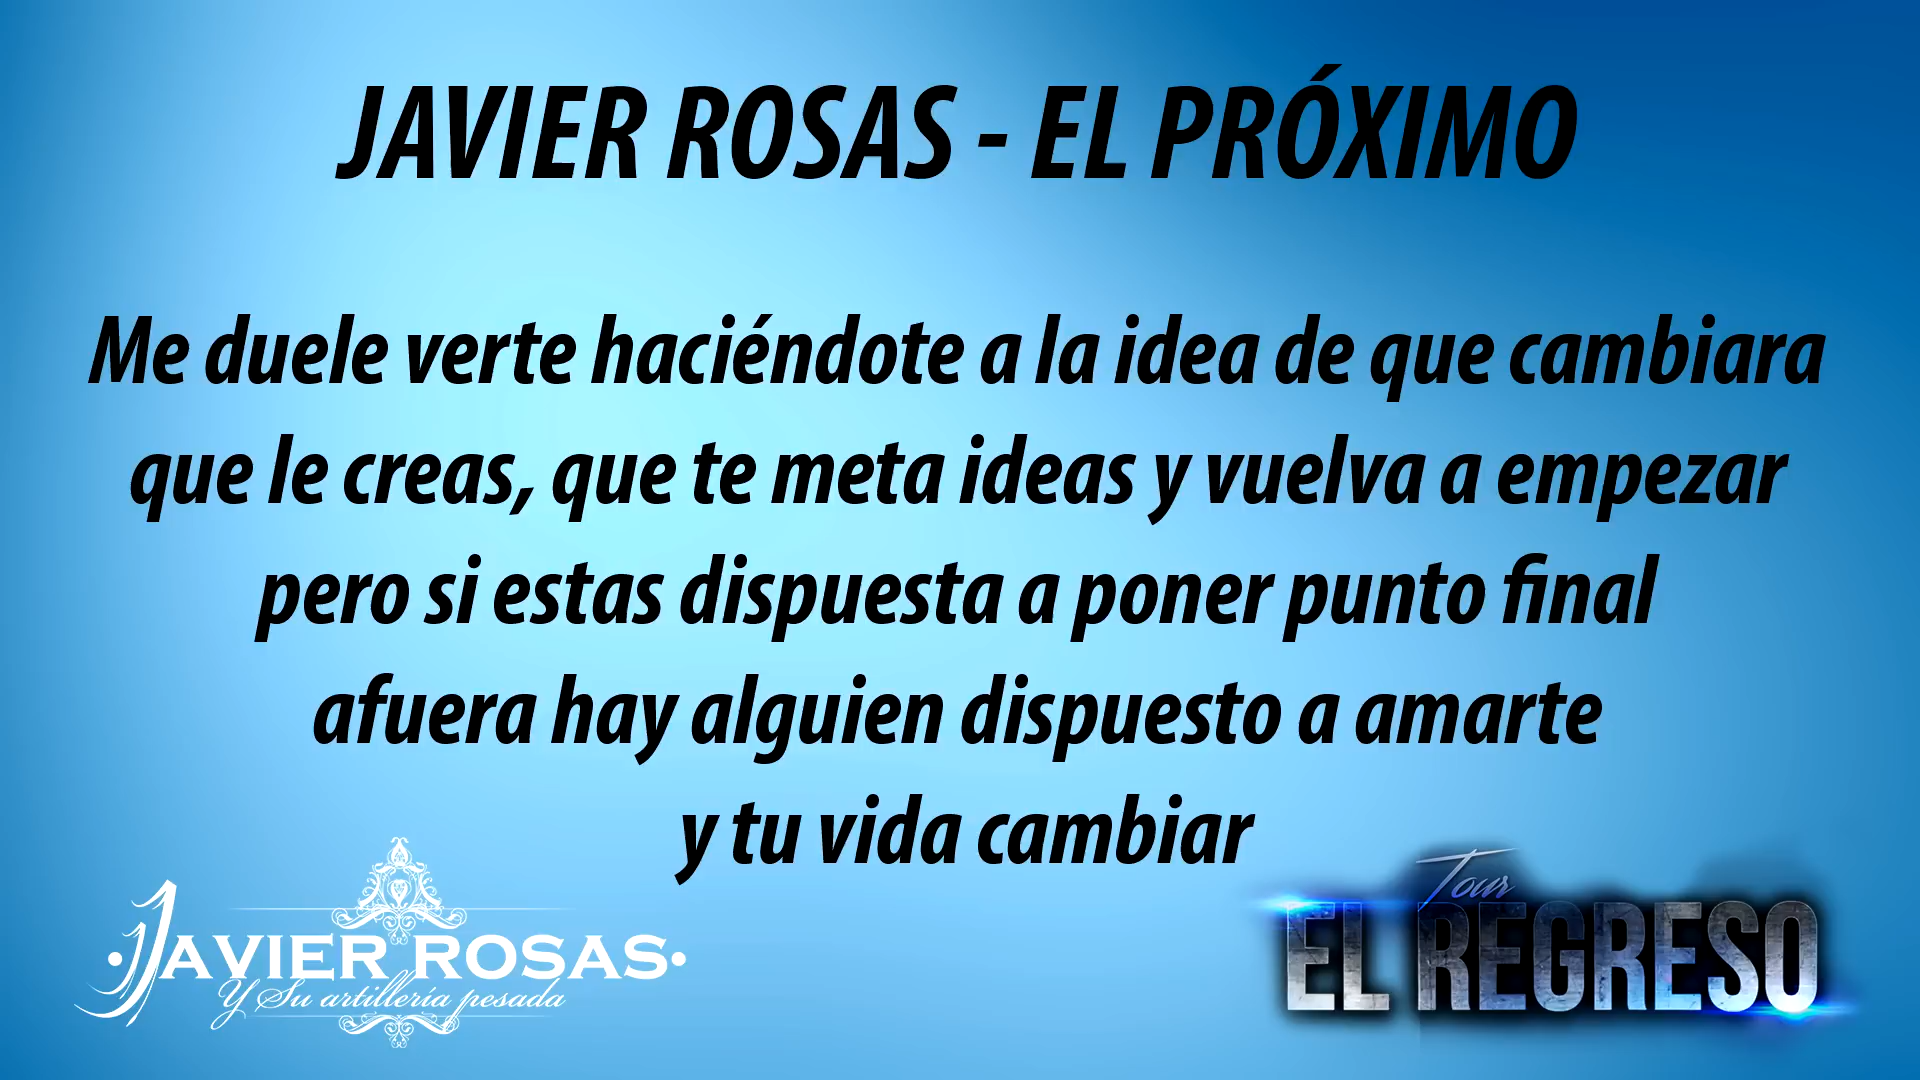 JAVIER ROSAS - EL PRÓXIMO
Me duele verte haciéndote a la idea de que cambiara
que le creas, que te meta ideas y vuelva a empezar
pero si estas dispuesta a poner punto final
afuera hay alguien dispuesto a amarte
y tu vida cambiar
•JAVIER ROSAS•
Y Su artillería pesada
Tour
EL REGRESO